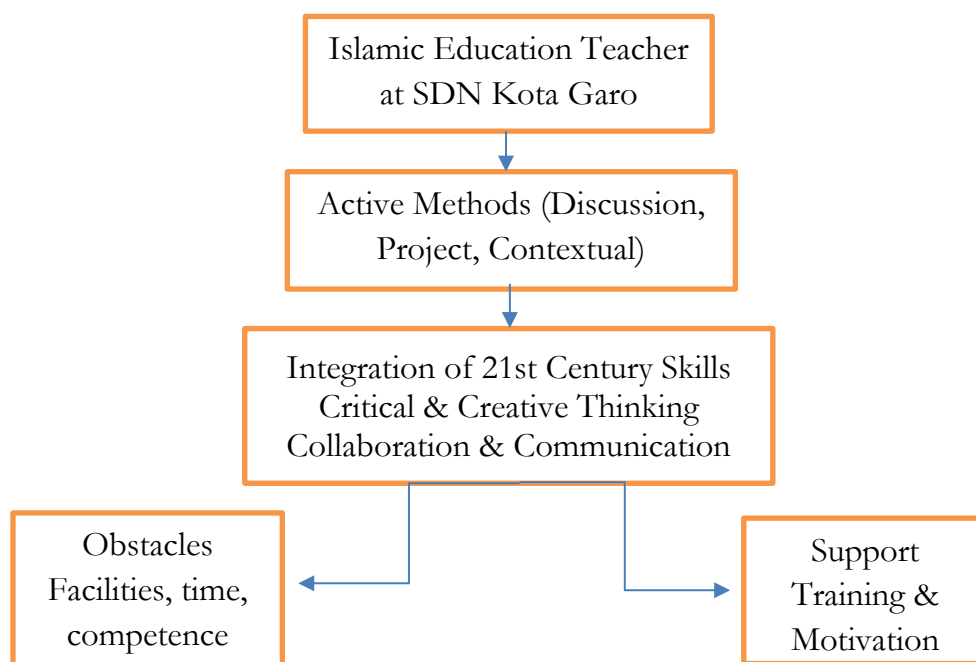 Islamic Education Teacher
at SDN Kota Garo
Active Methods (Discussion,
Project, Contextual)
Integration of 21st Century Skills
Critical & Creative Thinking
Collaboration & Communication
Obstacles
Facilities, time,
competence
Support
Training &
Motivation